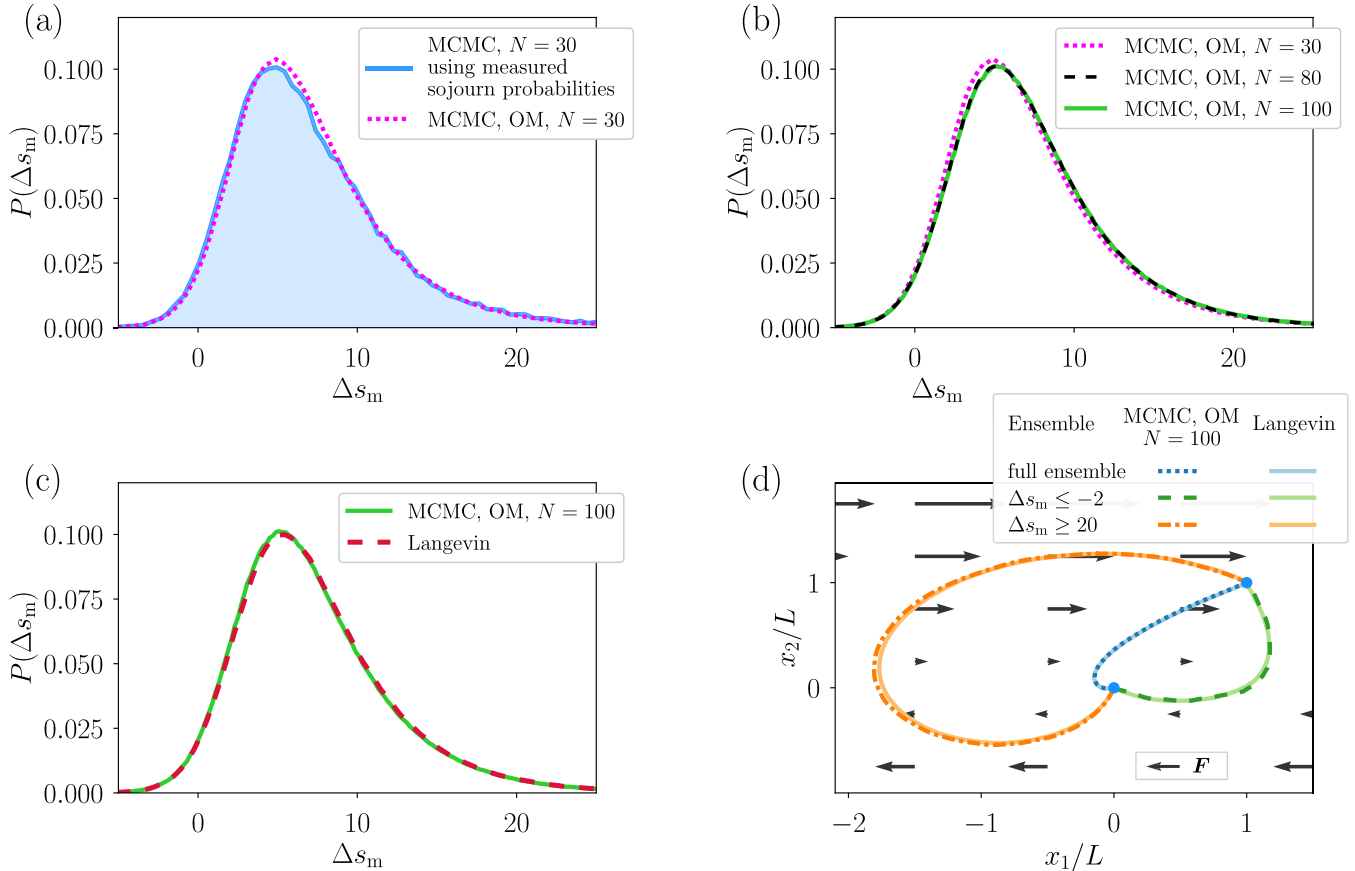 (a)
MCMC, N = 30
using measured
sojourn probabilities
MCMC, OM, N = 30
P(Δs_m)
0.100
0.075
0.050
0.025
0.000
0
10
20
Δs_m
(b)
MCMC, OM, N = 30
MCMC, OM, N = 80
MCMC, OM, N = 100
P(Δs_m)
0.100
0.075
0.050
0.025
0.000
0
10
20
Δs_m
(c)
MCMC, OM, N = 100
Langevin
P(Δs_m)
0.100
0.075
0.050
0.025
0.000
0
10
20
Δs_m
(d)
Ensemble MCMC, OM Langevin
N = 100
full ensemble
Δs_m ≤ −2
Δs_m ≥ 20
x_2/L
1
0
F
−2
−1
0
1
x_1/L